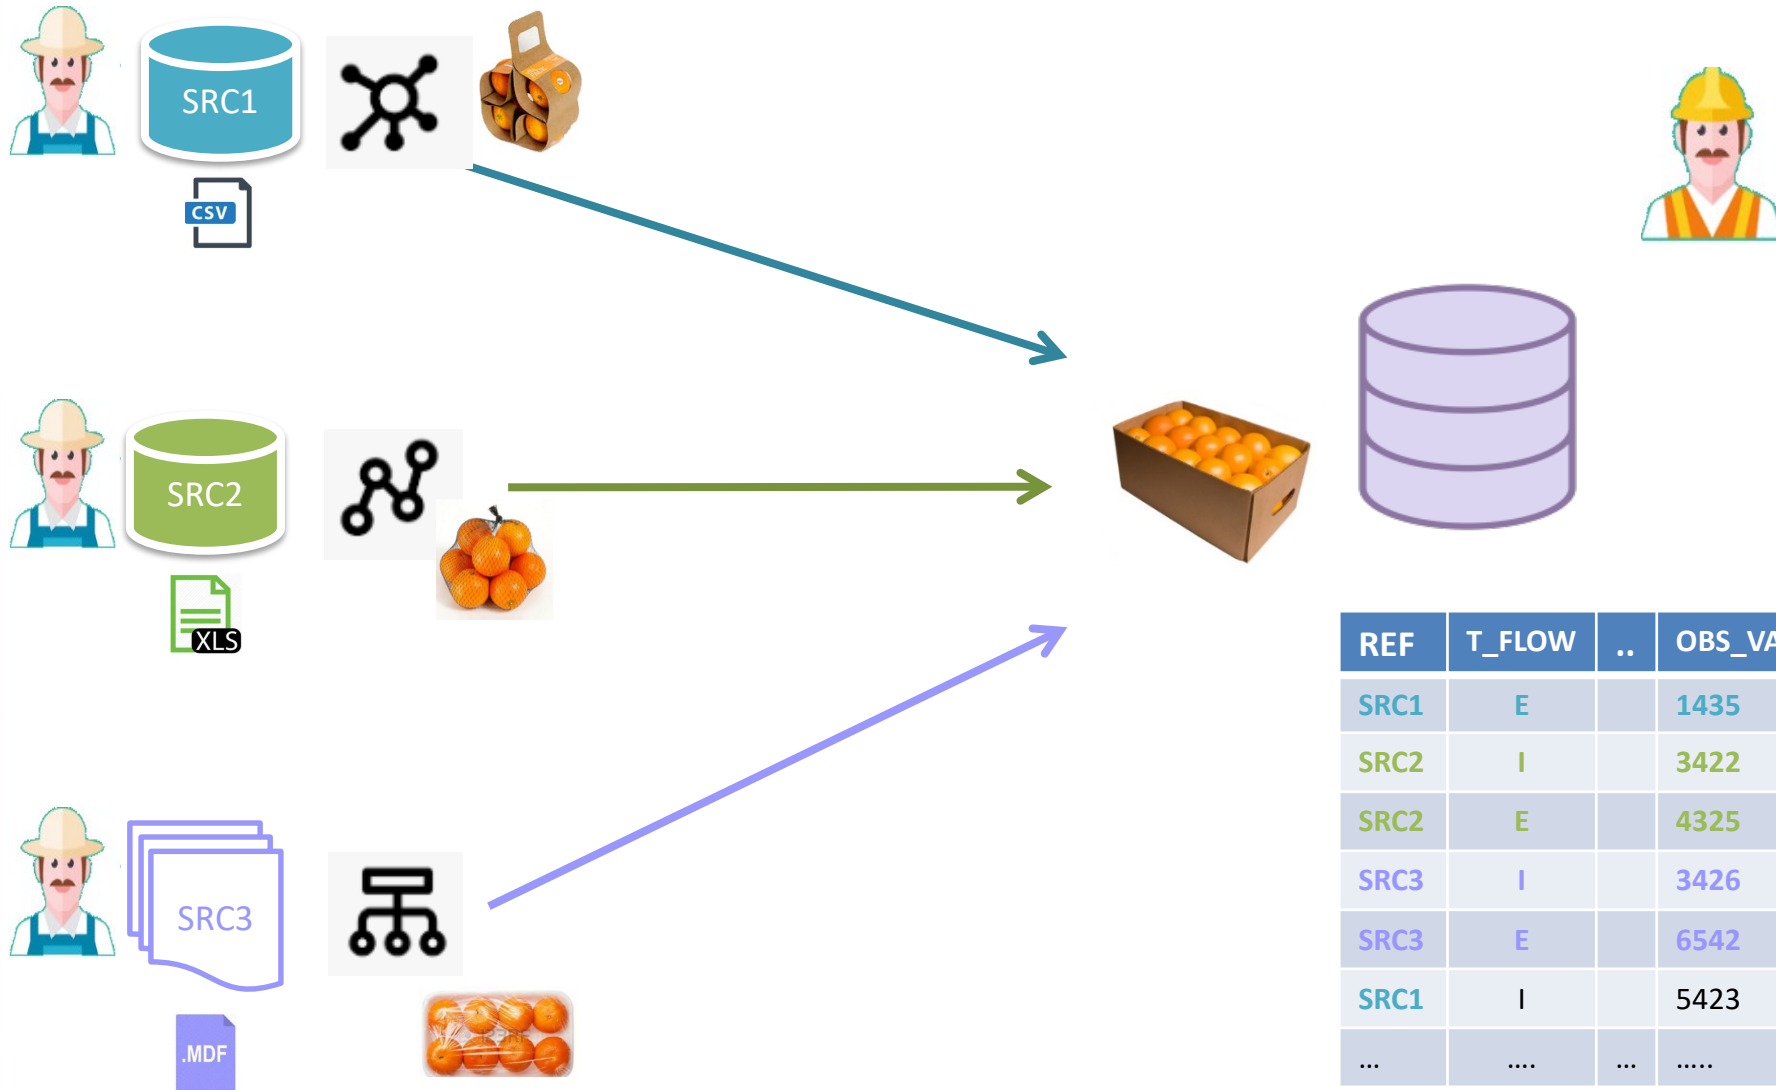 SRC1
CSV
SRC2
XLS
SRC3
.MDF
REF T_FLOW .. OBS_VA
SRC1 E 1435
SRC2 I 3422
SRC2 E 4325
SRC3 I 3426
SRC3 E 6542
SRC1 I 5423
... .... ... .....